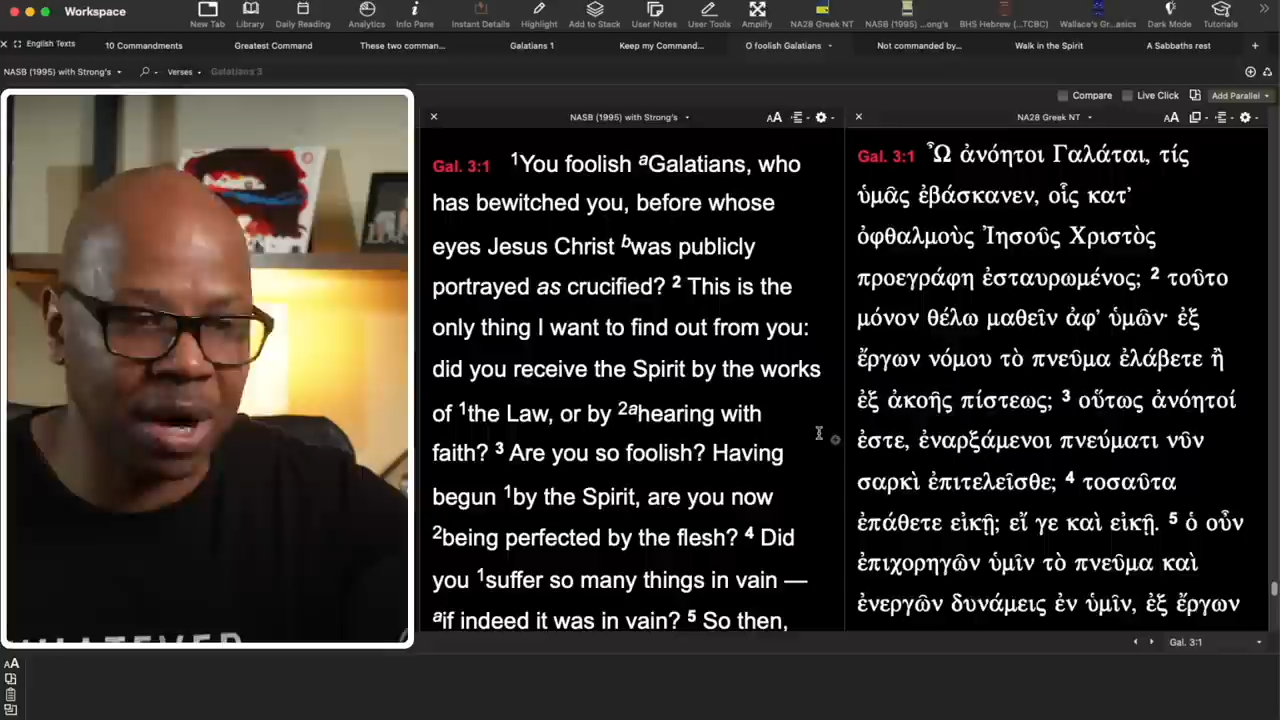 Workspace
New Tab Library Daily Reading Analytics Info Pane Instant Details Highlight Add to Stack User Notes User Tools Amplify NA28 Greek NT NASB (1995) ...ong's BHS Hebrew (...TCBC) Wallace's Gr...asics Dark Mode Tutorials
English Texts 10 Commandments Greatest Command These two comman... Galatians 1 Keep my Command... O foolish Galatians Not commanded by... Walk in the Spirit A Sabbaths rest
NASB (1995) with Strong's Verses Galatians 3
Compare Live Click Add Parallel
NASB (1995) with Strong's
Gal. 3:1 1You foolish aGalatians, who
has bewitched you, before whose
eyes Jesus Christ bwas publicly
portrayed as crucified? 2 This is the
only thing I want to find out from you:
did you receive the Spirit by the works
of 1the Law, or by 2ahearing with
faith? 3 Are you so foolish? Having
begun 1by the Spirit, are you now
2being perfected by the flesh? 4 Did
you 1suffer so many things in vain —
aif indeed it was in vain? 5 So then,
NA28 Greek NT
Gal. 3:1 Ὦ ἀνόητοι Γαλάται, τίς
ὑμᾶς ἐβάσκανεν, οἷς κατ’
ὀφθαλμοὺς Ἰησοῦς Χριστὸς
προεγράφη ἐσταυρωμένος; 2 τοῦτο
μόνον θέλω μαθεῖν ἀφ’ ὑμῶν· ἐξ
ἔργων νόμου τὸ πνεῦμα ἐλάβετε ἢ
ἐξ ἀκοῆς πίστεως; 3 οὕτως ἀνόητοί
ἐστε, ἐναρξάμενοι πνεύματι νῦν
σαρκὶ ἐπιτελεῖσθε; 4 τοσαῦτα
ἐπάθετε εἰκῇ; εἴ γε καὶ εἰκῇ. 5 ὁ οὖν
ἐπιχορηγῶν ὑμῖν τὸ πνεῦμα καὶ
ἐνεργῶν δυνάμεις ἐν ὑμῖν, ἐξ ἔργων
Gal. 3:1